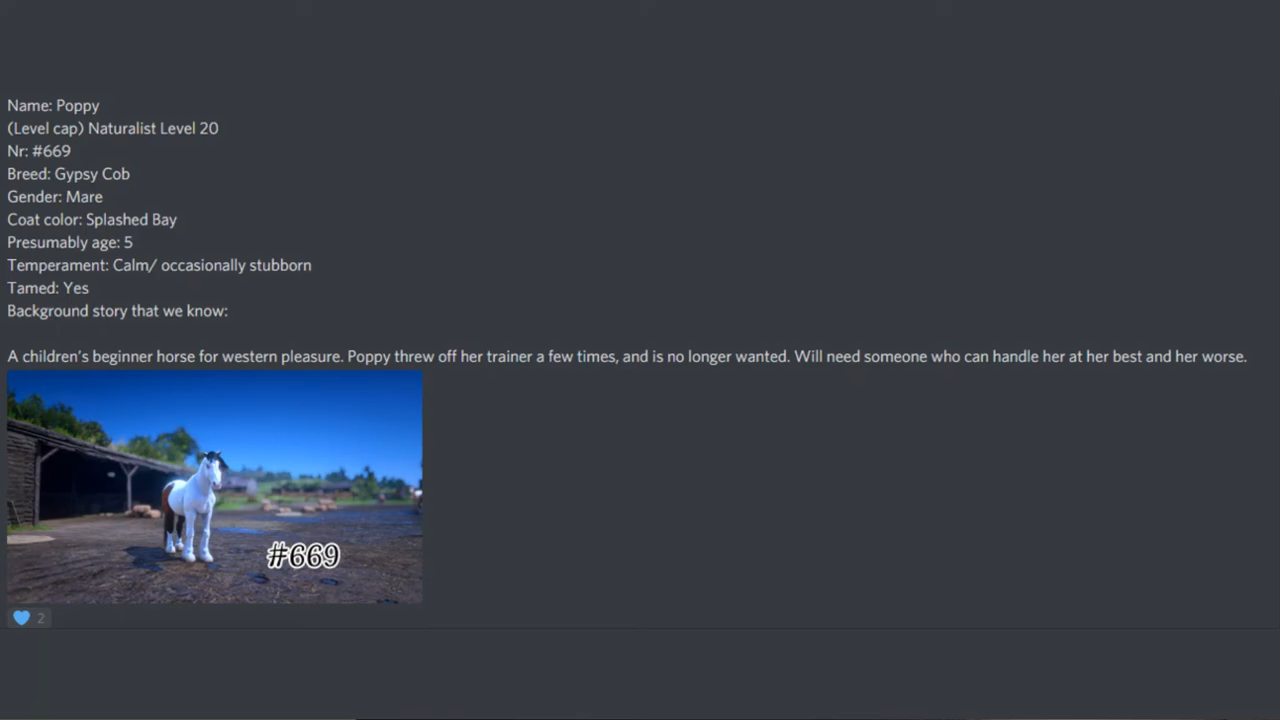 Name: Poppy
(Level cap) Naturalist Level 20
Nr: #669
Breed: Gypsy Cob
Gender: Mare
Coat color: Splashed Bay
Presumably age: 5
Temperament: Calm/ occasionally stubborn
Tamed: Yes
Background story that we know:
A children's beginner horse for western pleasure. Poppy threw off her trainer a few times, and is no longer wanted. Will need someone who can handle her at her best and her worse.
#669
2